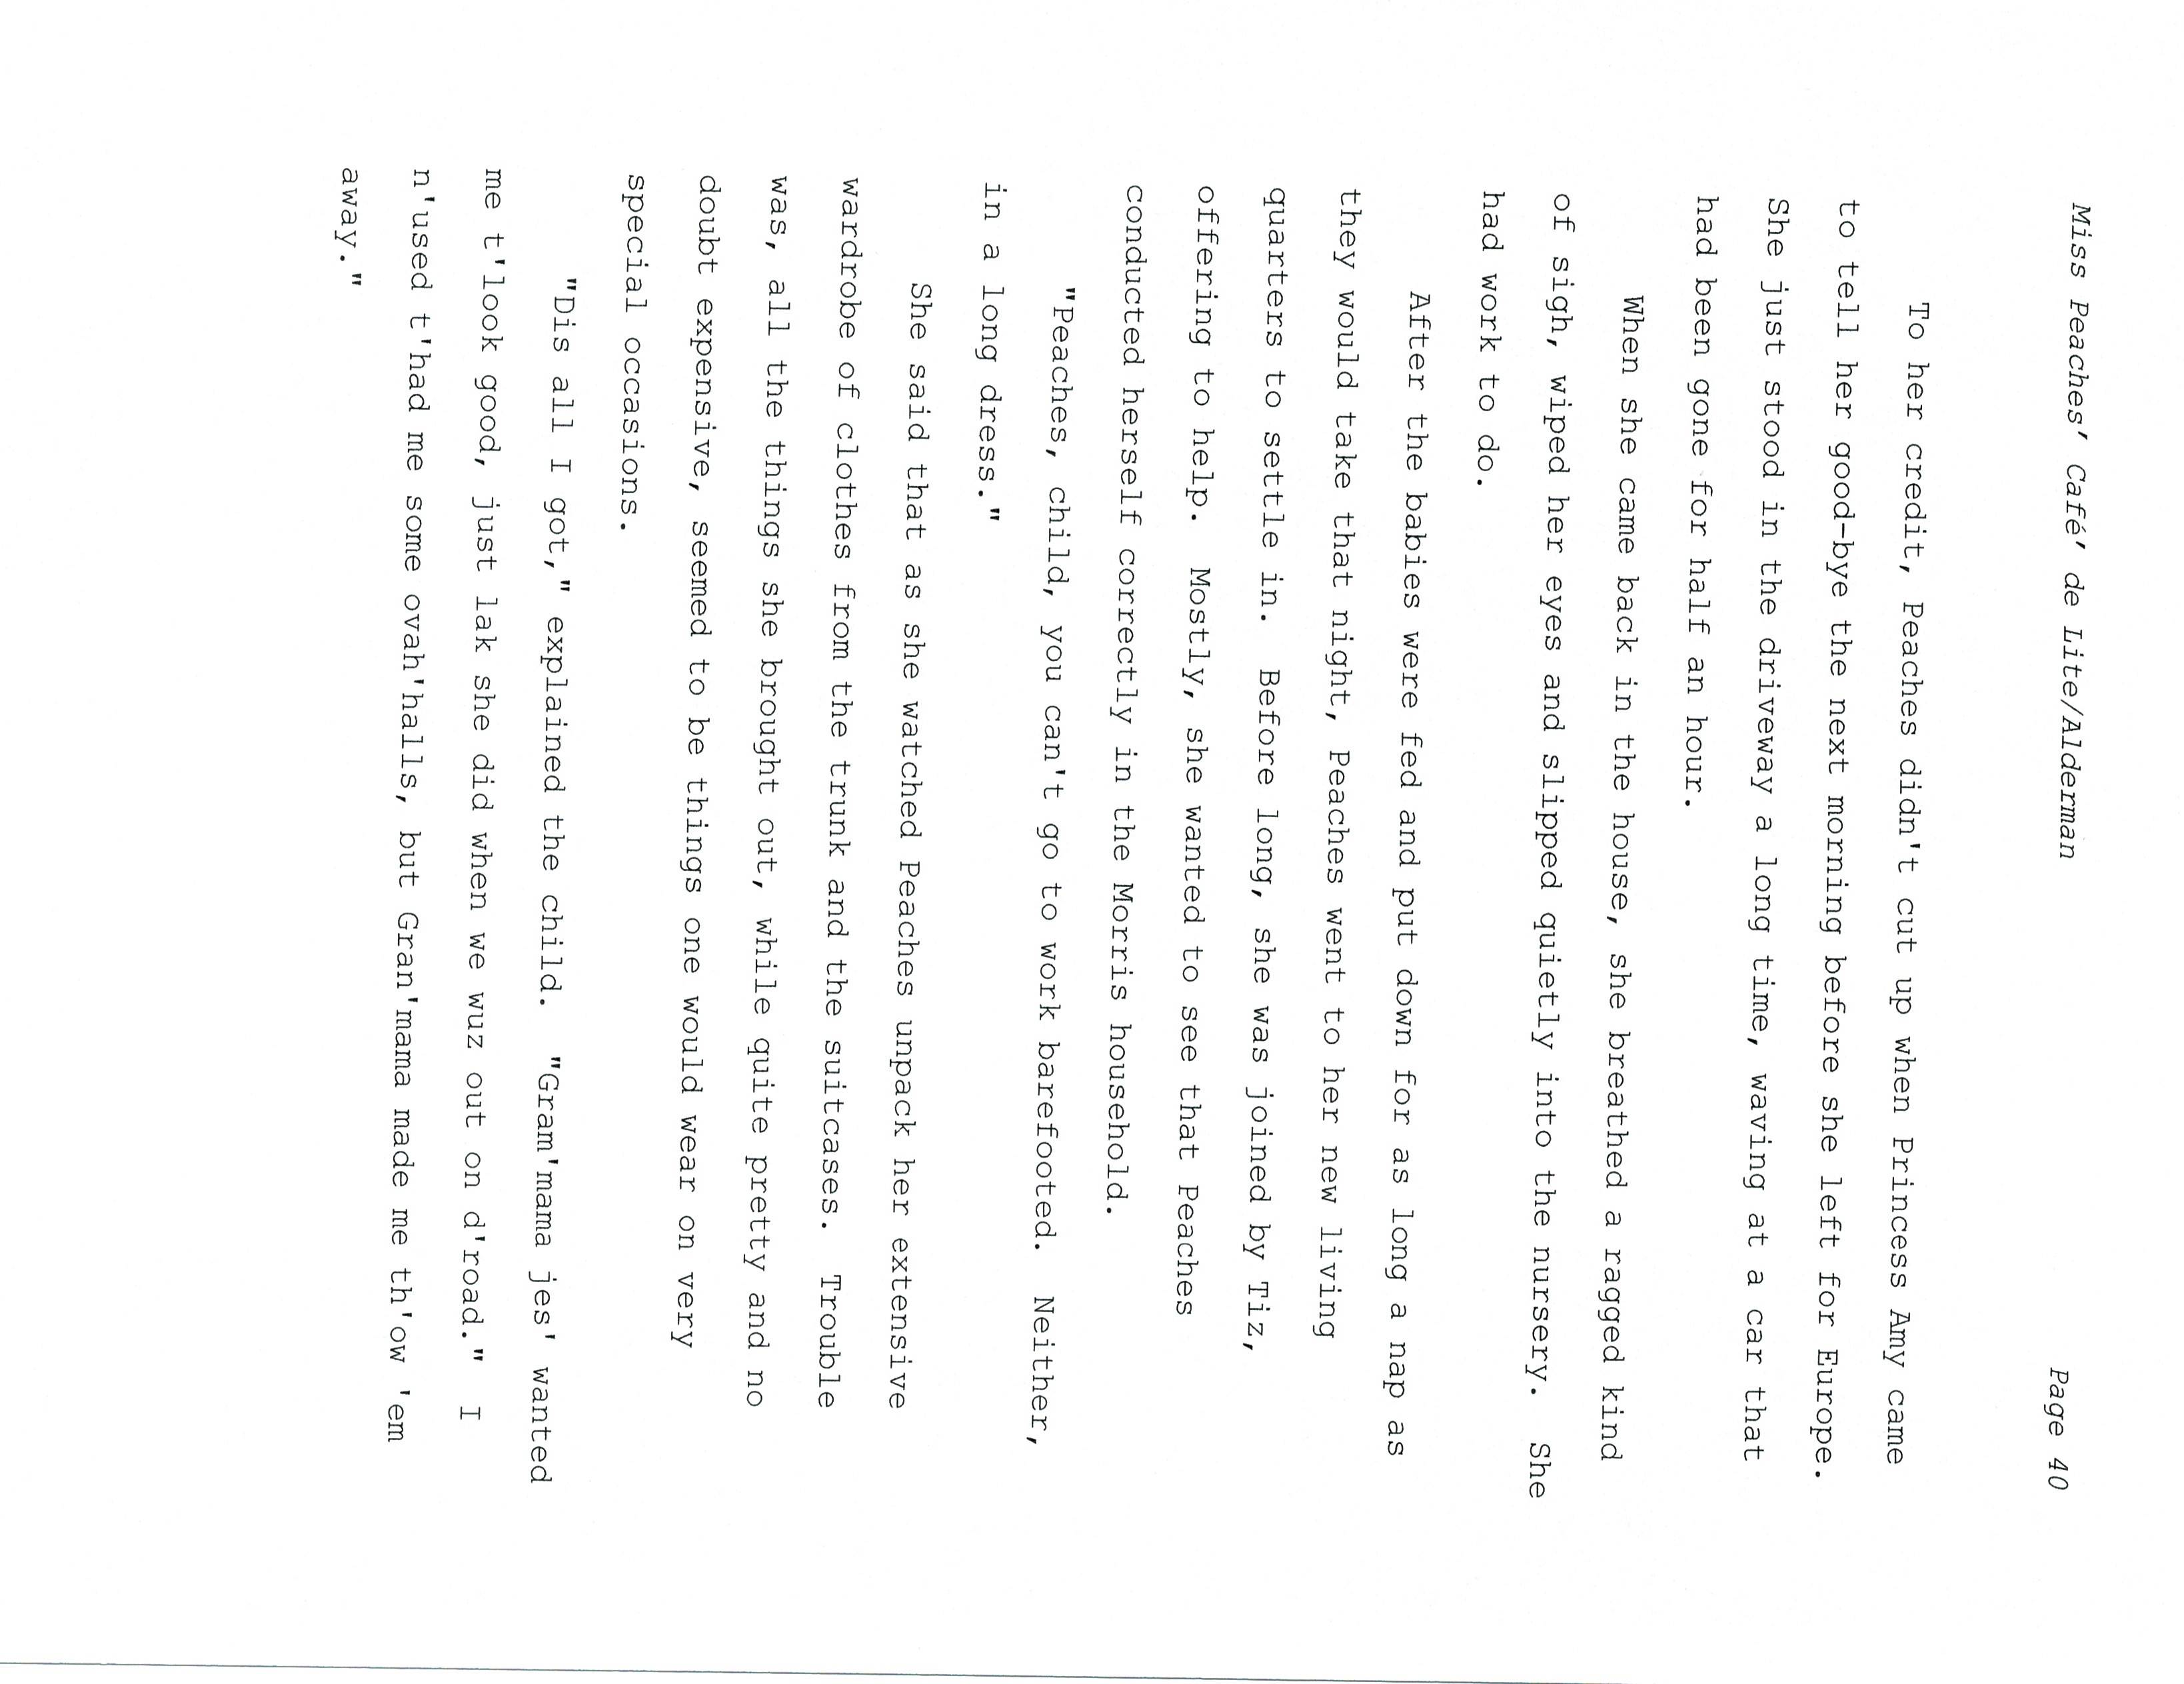 Miss Peaches' Café' de Lite/Alderman Page 40
To her credit, Peaches didn't cut up when Princess Amy came
to tell her good-bye the next morning before she left for Europe.
She just stood in the driveway a long time, waving at a car that
had been gone for half an hour.
When she came back in the house, she breathed a ragged kind
of sigh, wiped her eyes and slipped quietly into the nursery.  She
had work to do.
After the babies were fed and put down for as long a nap as
they would take that night, Peaches went to her new living
quarters to settle in.  Before long, she was joined by Tiz,
offering to help.  Mostly, she wanted to see that Peaches
conducted herself correctly in the Morris household.
"Peaches, child, you can't go to work barefooted.  Neither,
in a long dress."
She said that as she watched Peaches unpack her extensive
wardrobe of clothes from the trunk and the suitcases.  Trouble
was, all the things she brought out, while quite pretty and no
doubt expensive, seemed to be things one would wear on very
special occasions.
"Dis all I got," explained the child.  "Gram'mama jes' wanted
me t'look good, just lak she did when we wuz out on d'road."  I
n'used t'had me some ovah'halls, but Gran'mama made me th'ow 'em
away."